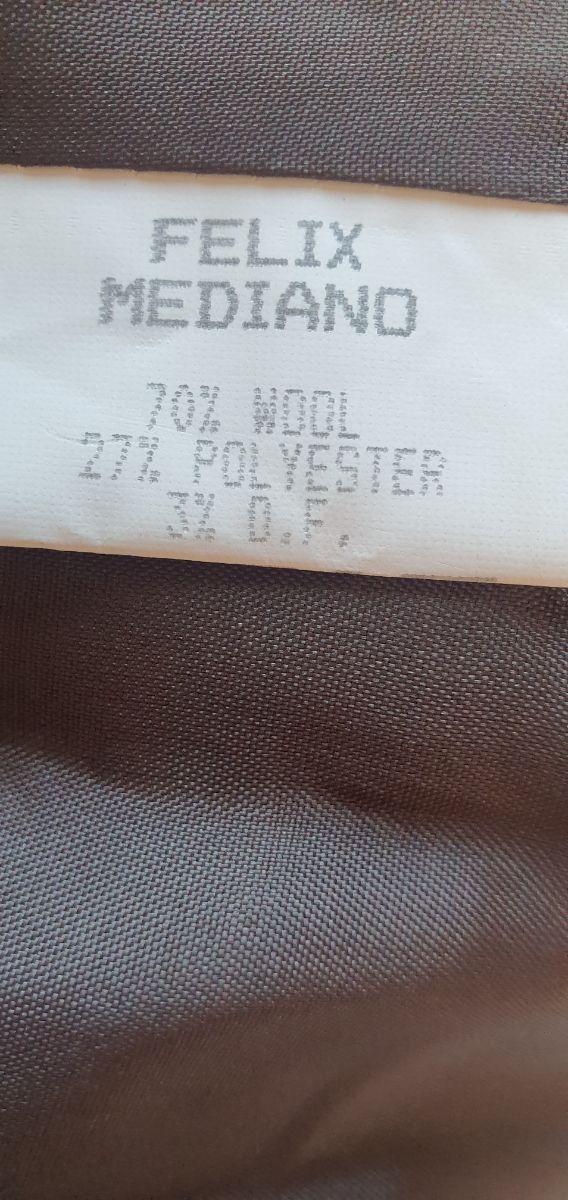 FELIX
MEDIANO
70% WOOL
27% POLYESTER
3%